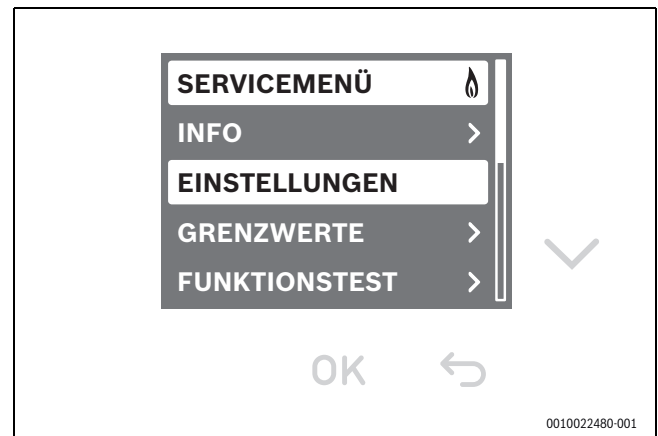 SERVICEMENÜ
INFO
EINSTELLUNGEN
GRENZWERTE
FUNKTIONSTEST
OK
0010022480-001